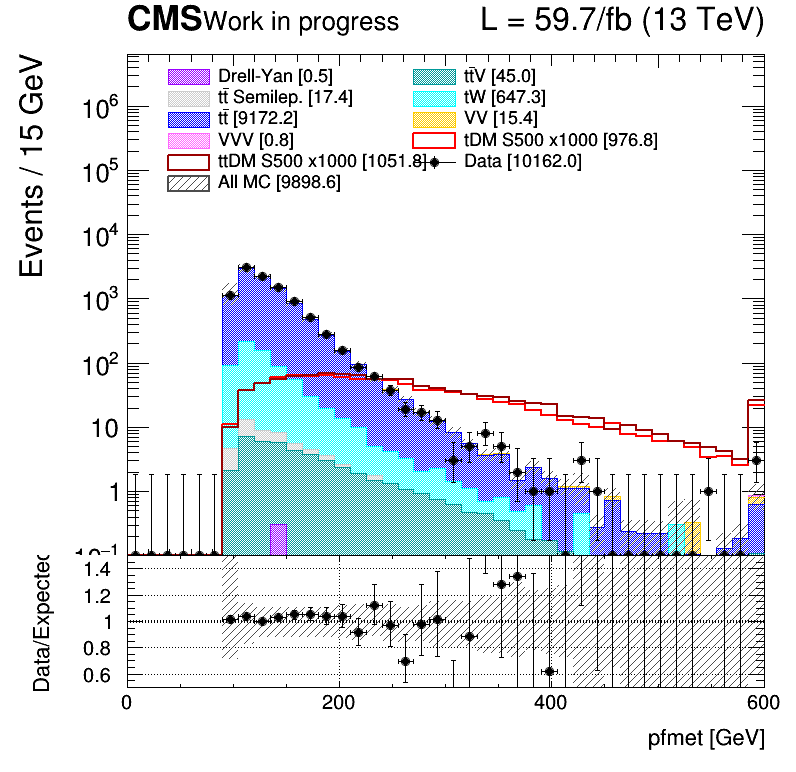 CMS Work in progress L = 59.7/fb (13 TeV)
Events / 15 GeV
Drell-Yan [0.5] tt̄V [45.0]
tt̄ Semilep. [17.4] tW [647.3]
tt̄ [9172.2] VV [15.4]
VVV [0.8] tDM S500 x1000 [976.8]
ttDM S500 x1000 [1051.8] Data [10162.0]
All MC [9898.6]
10⁶
10⁵
10⁴
10³
10²
10
1
10⁻¹
Data/Expected
1.4
1.2
1
0.8
0.6
0 200 400 600
pfmet [GeV]